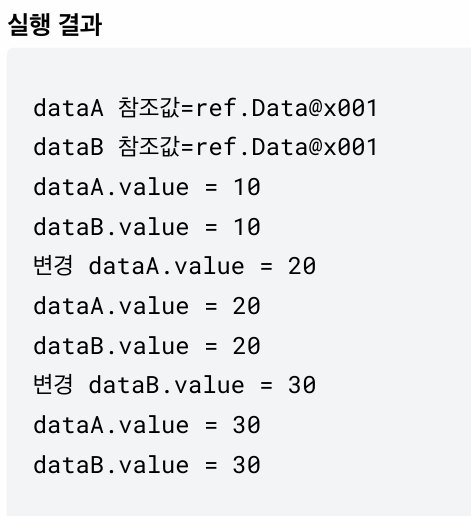 실행 결과
dataA 참조값=ref.Data@x001
dataB 참조값=ref.Data@x001
dataA.value = 10
dataB.value = 10
변경 dataA.value = 20
dataA.value = 20
dataB.value = 20
변경 dataB.value = 30
dataA.value = 30
dataB.value = 30